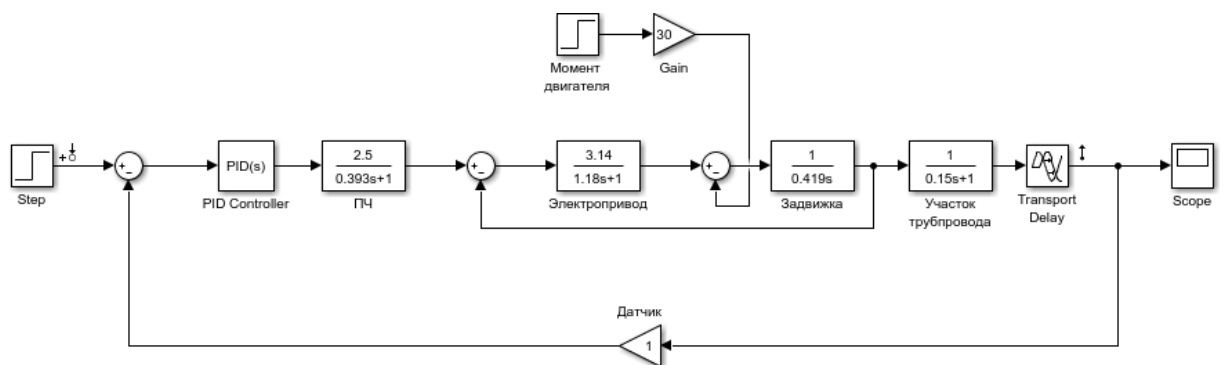 30
Момент
двигателя
Gain
Step
PID(s)
PID Controller
2.5
0.393s+1
ПЧ
3.14
1.18s+1
Электропривод
1
0.419s
Задвижка
1
0.15s+1
Участок
трубпровода
Transport
Delay
Scope
Датчик
1